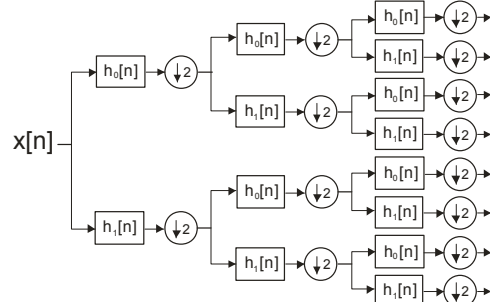 h₀[n] ↓2
h₀[n] ↓2 h₁[n] ↓2
h₀[n] ↓2 h₀[n] ↓2
h₁[n] ↓2 h₁[n] ↓2
x[n]
h₀[n] ↓2
h₀[n] ↓2 h₁[n] ↓2
h₁[n] ↓2 h₀[n] ↓2
h₁[n] ↓2 h₁[n] ↓2